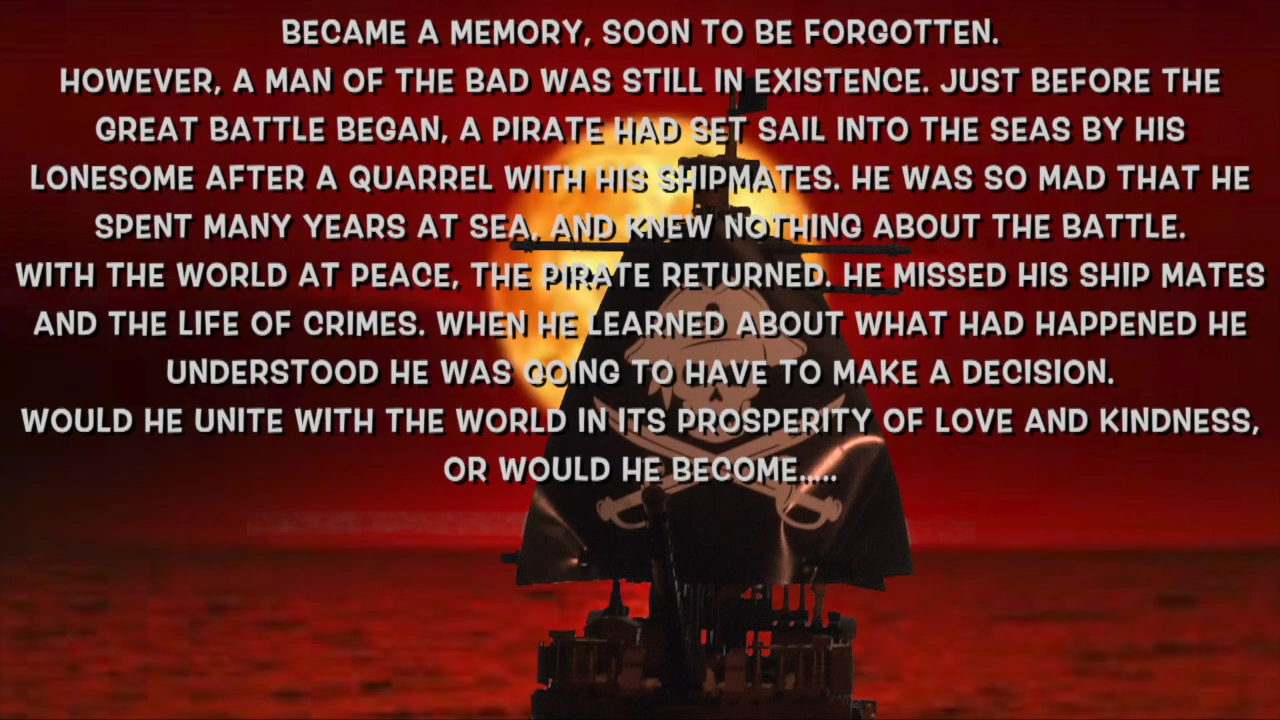 BECAME A MEMORY, SOON TO BE FORGOTTEN.
HOWEVER, A MAN OF THE BAD WAS STILL IN EXISTENCE. JUST BEFORE THE
GREAT BATTLE BEGAN, A PIRATE HAD SET SAIL INTO THE SEAS BY HIS
LONESOME AFTER A QUARREL WITH HIS SHIPMATES. HE WAS SO MAD THAT HE
SPENT MANY YEARS AT SEA, AND KNEW NOTHING ABOUT THE BATTLE.
WITH THE WORLD AT PEACE, THE PIRATE RETURNED. HE MISSED HIS SHIP MATES
AND THE LIFE OF CRIMES. WHEN HE LEARNED ABOUT WHAT HAD HAPPENED HE
UNDERSTOOD HE WAS GOING TO HAVE TO MAKE A DECISION.
WOULD HE UNITE WITH THE WORLD IN ITS PROSPERITY OF LOVE AND KINDNESS,
OR WOULD HE BECOME.....